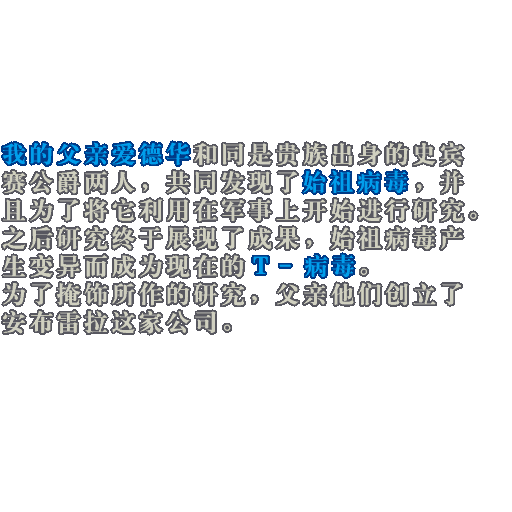 我的父亲爱德华和同是贵族出身的史宾
赛公爵两人，共同发现了始祖病毒，并
且为了将它利用在军事上开始进行研究。
之后研究终于展现了成果，始祖病毒产
生变异而成为现在的 T－病毒。
为了掩饰所作的研究，父亲他们创立了
安布雷拉这家公司。